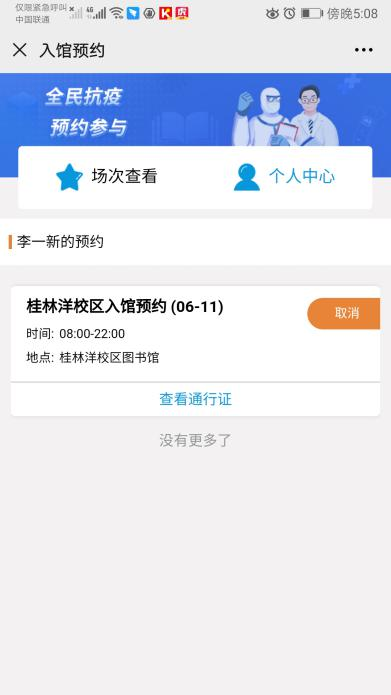 仅限紧急呼叫
中国联通
4G
傍晚5:08
入馆预约
全民抗疫
预约参与
场次查看
个人中心
李一新的预约
桂林洋校区入馆预约 (06-11)
取消
时间: 08:00-22:00
地点: 桂林洋校区图书馆
查看通行证
没有更多了